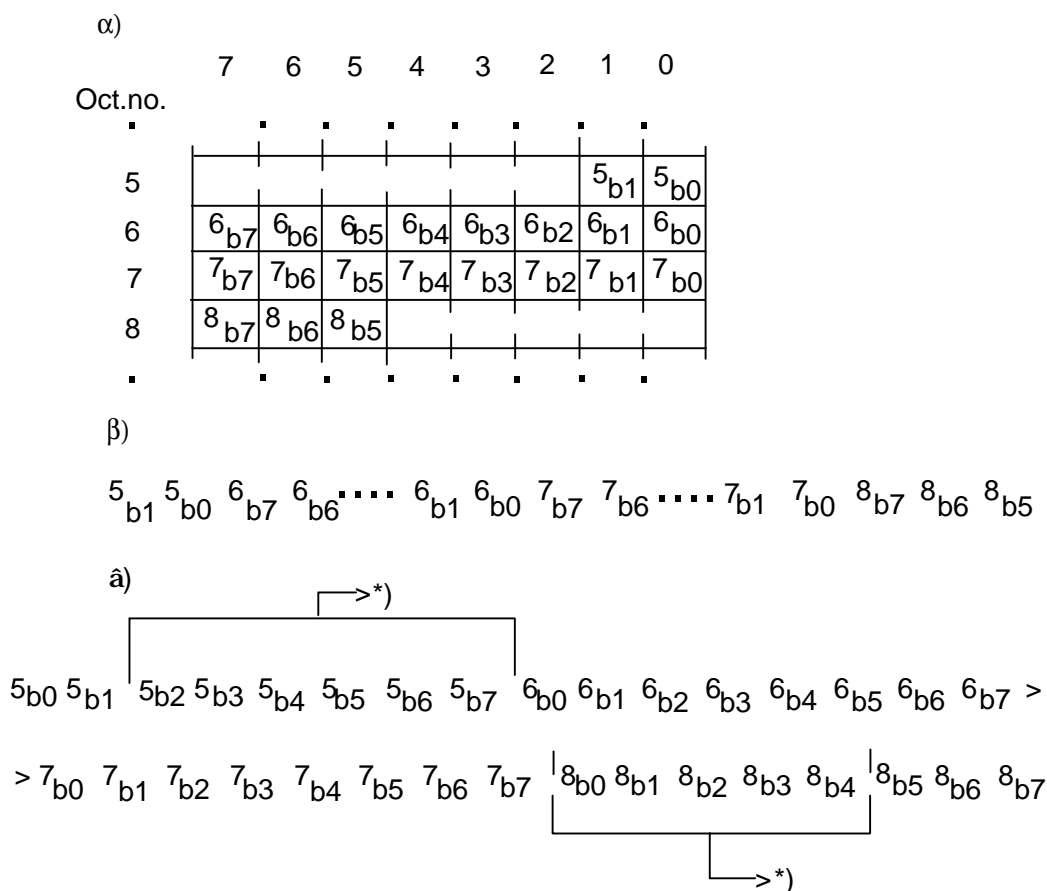 α)
7 6 5 4 3 2 1 0
Oct.no.
5 5b1 5b0
6 6b7 6b6 6b5 6b4 6b3 6b2 6b1 6b0
7 7b7 7b6 7b5 7b4 7b3 7b2 7b1 7b0
8 8b7 8b6 8b5
β)
5b1 5b0 6b7 6b6 .... 6b1 6b0 7b7 7b6 .... 7b1 7b0 8b7 8b6 8b5
â)
>*)
5b0 5b1 5b2 5b3 5b4 5b5 5b6 5b7 6b0 6b1 6b2 6b3 6b4 6b5 6b6 6b7 >
> 7b0 7b1 7b2 7b3 7b4 7b5 7b6 7b7 8b0 8b1 8b2 8b3 8b4 8b5 8b6 8b7
>*)